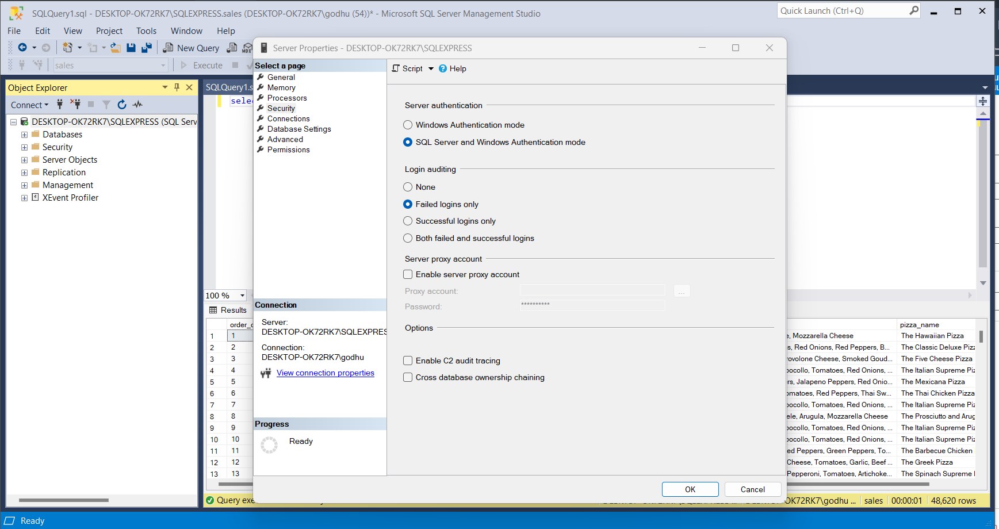 SQLQuery1.sql - DESKTOP-OK72RK7\SQLEXPRESS.sales (DESKTOP-OK72RK7\godhu (54))* - Microsoft SQL Server Management Studio
Quick Launch (Ctrl+Q)
File Edit View Project Tools Window Help
New Query
MDX
sales
Execute
Object Explorer
Connect
DESKTOP-OK72RK7\SQLEXPRESS (SQL Serv
Databases
Security
Server Objects
Replication
Management
XEvent Profiler
SQLQuery1.s
selec
100 %
Results
Server Properties - DESKTOP-OK72RK7\SQLEXPRESS
Select a page
General
Memory
Processors
Security
Connections
Database Settings
Advanced
Permissions
Connection
Server:
DESKTOP-OK72RK7\SQLEXPRES
Connection:
DESKTOP-OK72RK7\godhu
View connection properties
Progress
Ready
Script Help
Server authentication
Windows Authentication mode
SQL Server and Windows Authentication mode
Login auditing
None
Failed logins only
Successful logins only
Both failed and successful logins
Server proxy account
Enable server proxy account
Proxy account:
...
Password:
**********
Options
Enable C2 audit tracing
Cross database ownership chaining
OK Cancel
order_d pizza_name
1 1 e, Mozzarella Cheese The Hawaiian Pizza
2 2 s, Red Onions, Red Peppers, B... The Classic Deluxe Piz
3 3 rovolone Cheese, Smoked Goud... The Five Cheese Pizza
4 4 ocollo, Tomatoes, Red Onions, ... The Italian Supreme Piz
5 5 rs, Jalapeno Peppers, Red Onio... The Mexicana Pizza
6 6 omatoes, Red Peppers, Thai Sw... The Thai Chicken Pizza
7 7 ocollo, Tomatoes, Red Onions, ... The Italian Supreme Piz
8 8 ele, Arugula, Mozzarella Cheese The Prosciutto and Arug
9 9 ocollo, Tomatoes, Red Onions, ... The Italian Supreme Piz
10 10 ocollo, Tomatoes, Red Onions, ... The Italian Supreme Piz
11 11 ed Peppers, Green Peppers, To... The Barbecue Chicken
12 12 Cheese, Tomatoes, Garlic, Beef ... The Greek Pizza
13 13 Pepperoni, Tomatoes, Artichoke... The Spinach Supreme
Query exe OK72RK7\godhu ... sales 00:00:01 48,620 rows
Ready